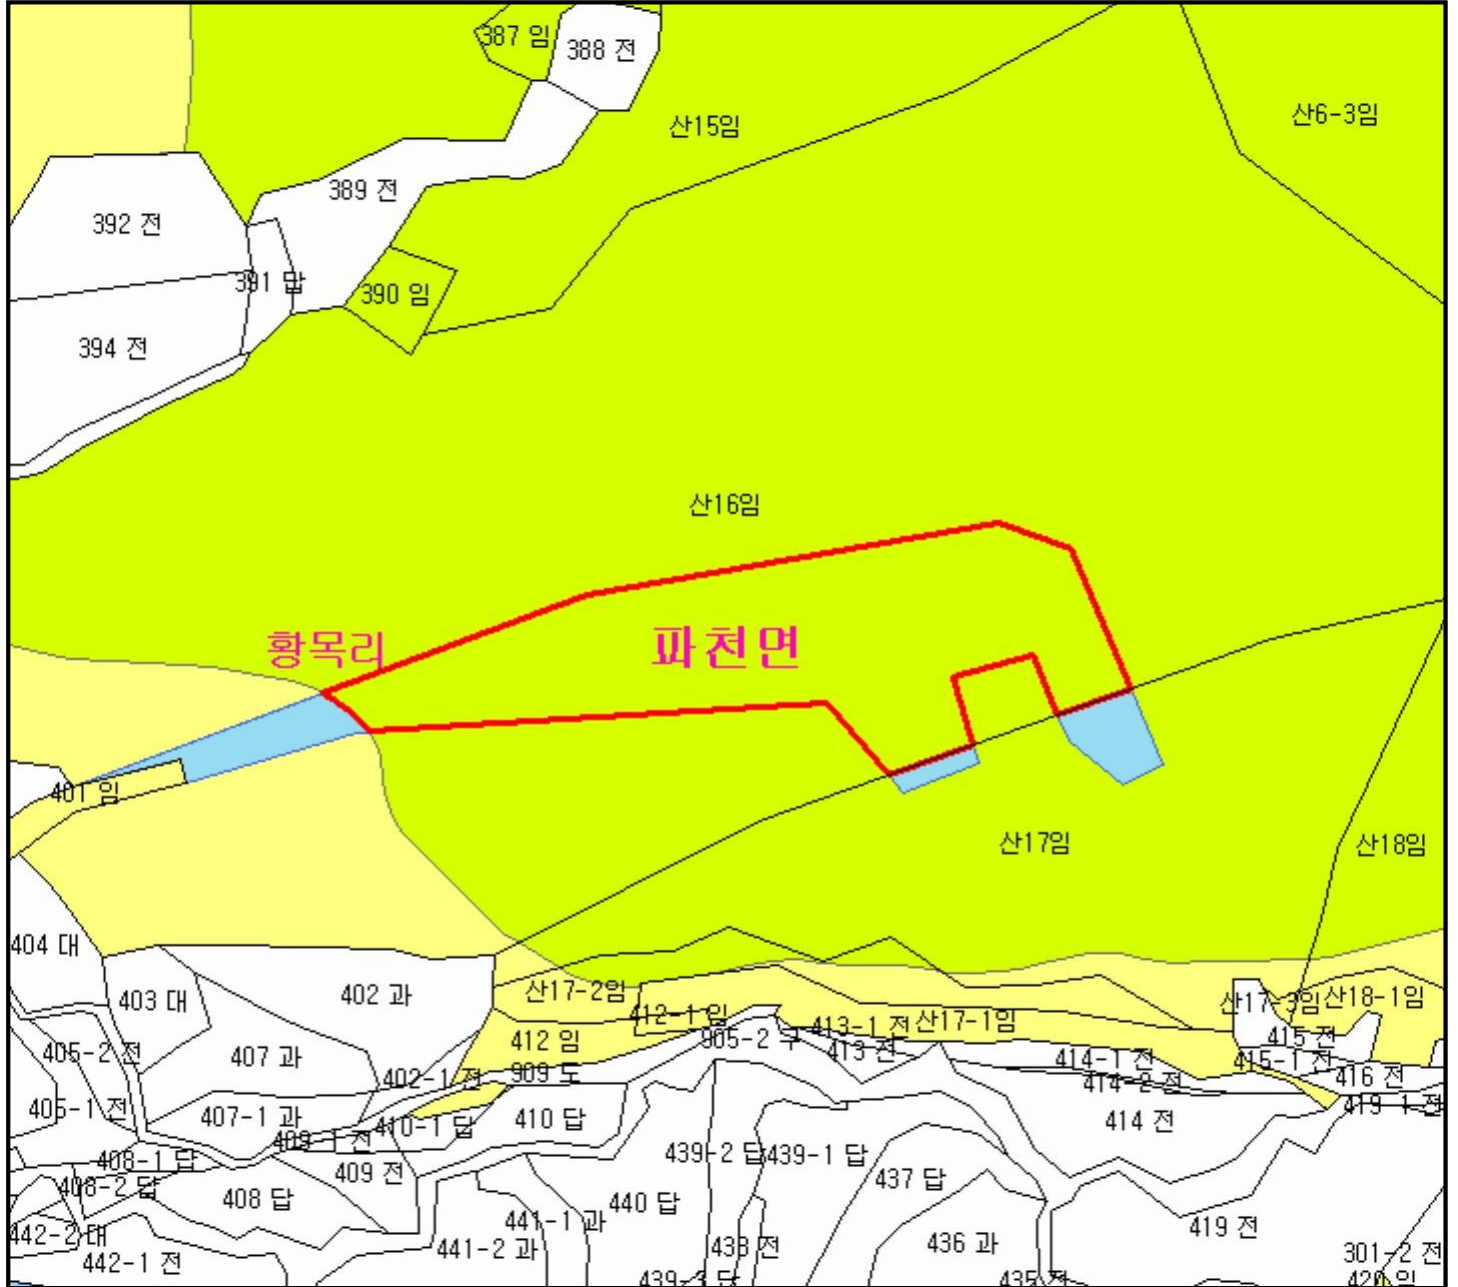 387 임
388 전
산15임
산6-3임
389 전
392 전
391 답
390 임
394 전
산16임
황목리
파천면
401 임
산17임
산18임
404 대
403 대
402 과
산17-2임
412-1 임
산17-1임
산17-3임
산18-1임
405-2 전
407 과
412 임
905-2 구
413-1 전
413 전
415 전
414-1 전
415-1 전
402-1 전
909 도
414-2 전
416 전
405-1 전
407-1 과
410-1 답
410 답
414 전
419-1 전
409-1 전
408-1 답
409 전
439-2 답
439-1 답
408-2 답
408 답
440 답
437 답
442-2 대
441-1 과
419 전
442-1 전
441-2 과
438 전
436 과
301-2 전
439-3 답
435 전
420 임